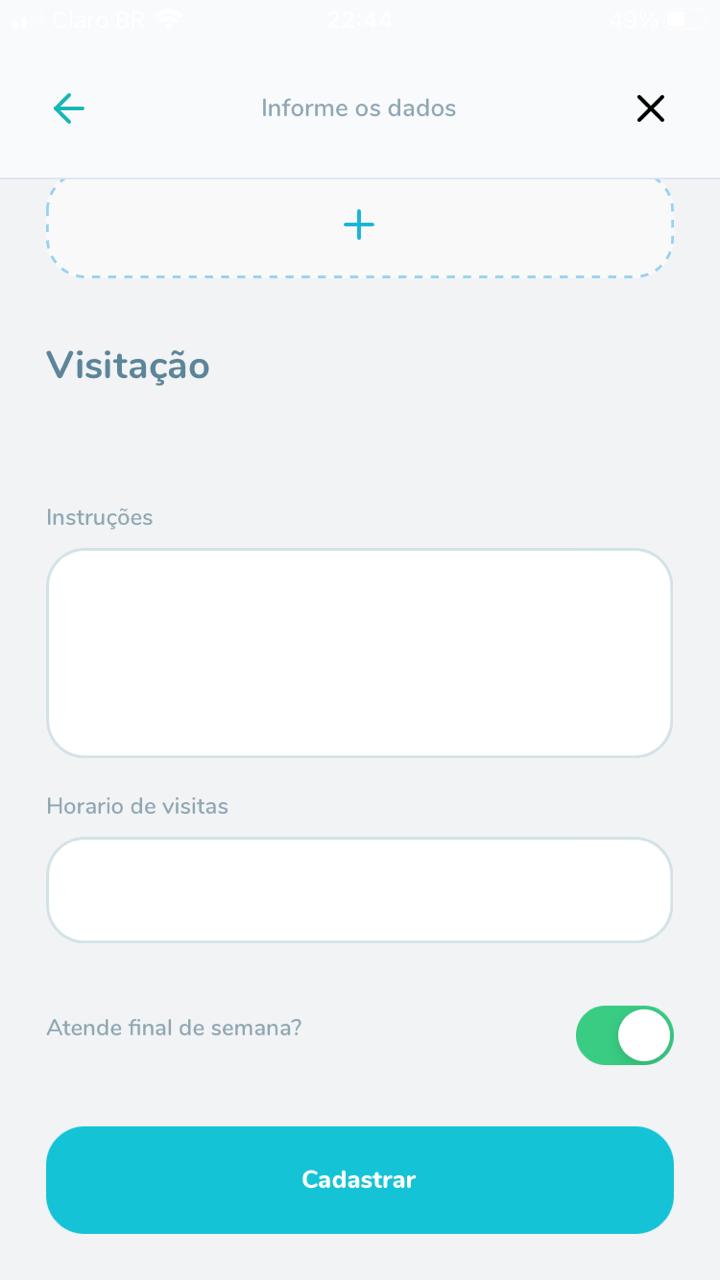 Claro BR 22:44 49%
Informe os dados
Visitação
Instruções
Horario de visitas
Atende final de semana?
Cadastrar